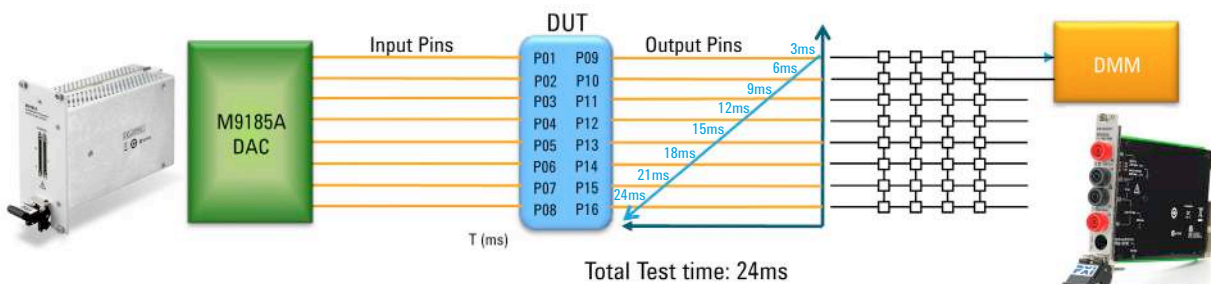 DUT
Input Pins
Output Pins
M9185A
DAC
P01 P09
P02 P10
P03 P11
P04 P12
P05 P13
P06 P14
P07 P15
P08 P16
3ms
6ms
9ms
12ms
15ms
18ms
21ms
24ms
DMM
T (ms)
Total Test time: 24ms
PXI